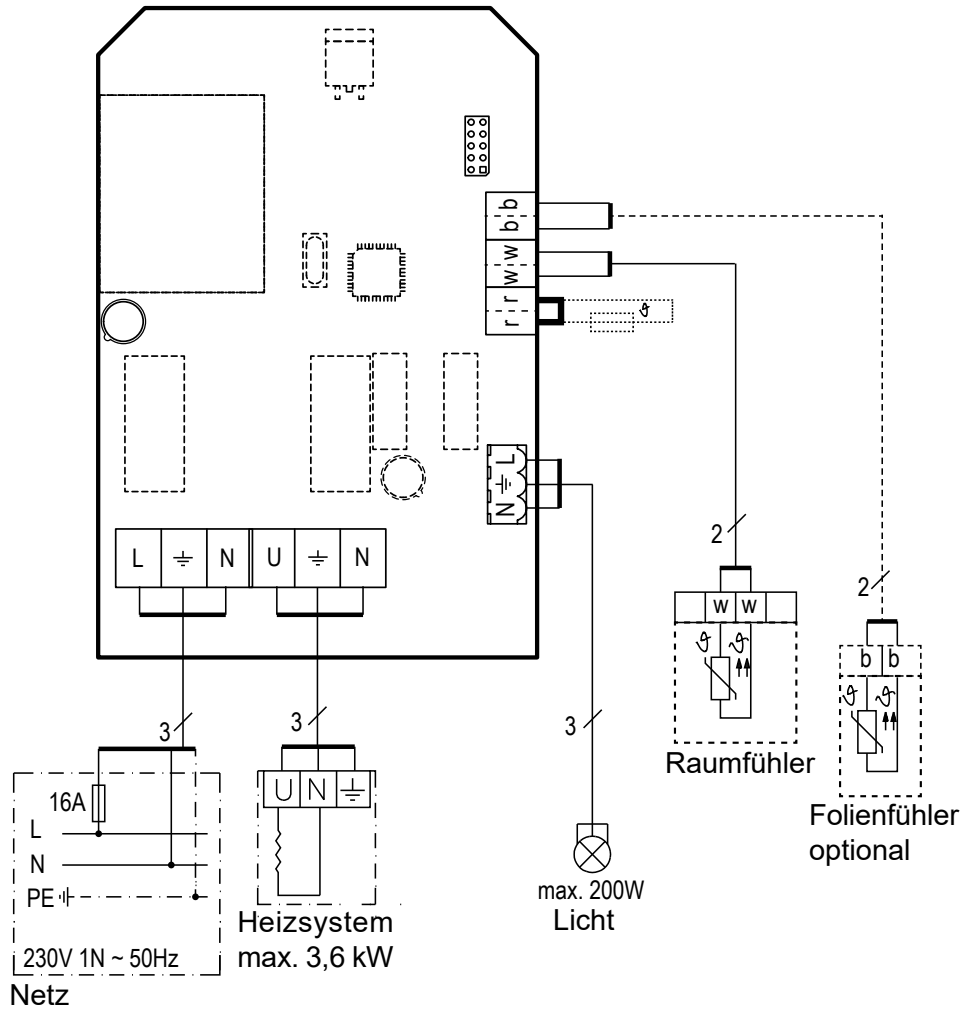 b
b
w
w
r
r
ϑ
L
N
L
N
U
N
2
2
w w
ϑ ϑ
Raumfühler
b b
ϑ ϑ
Folienfühler
optional
3
3
3
16A
L
N
PE
230V 1N ~ 50Hz
Netz
U N
Heizsystem
max. 3,6 kW
max. 200W
Licht